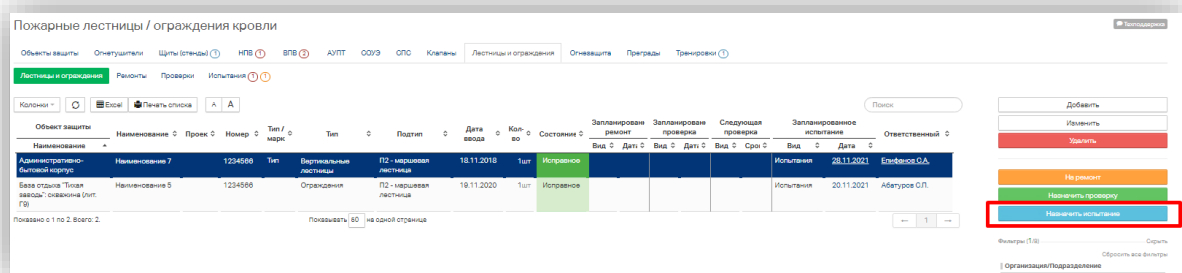 Пожарные лестницы / ограждения кровли
Техподдержка
Объекты защиты Огнетушители Щиты (стенды) 1 НПВ 1 ВПВ 2 АУПТ СОУЭ СПС Клапаны Лестницы и ограждения Огнезащита Преграды Тренировки 1
Лестницы и ограждения Ремонты Проверки Испытания 1 1
Колонки Excel Печать списка A A Поиск
Добавить
Изменить
Удалить
На ремонт
Назначить проверку
Назначить испытание
Объект защиты Наименование Проек Номер Тип / марк Тип Подтип Дата ввода Кол-во Состояние Запланирован ремонт Запланирован проверка Следующая проверка Запланированное испытание Ответственный
Наименование Вид Дата Вид Дата Вид Срок Вид Дата
Административно-бытовой корпус Наименование 7 1234566 Тип Вертикальные лестницы П2 - маршевая лестница 18.11.2018 1шт Исправное Испытания 28.11.2021 Епифанов С.А.
База отдыха "Тихая заводь": скважина (лит. Г9) Наименование 5 1234566 Ограждения П2 - маршевая лестница 19.11.2020 1шт Исправное Испытания 20.11.2021 Абатуров С.П.
Показано с 1 по 2. Всего: 2. Показывать 60 на одной странице ← 1 →
Фильтры (1/9) Скрыть
Сбросить все фильтры
Организация/Подразделение